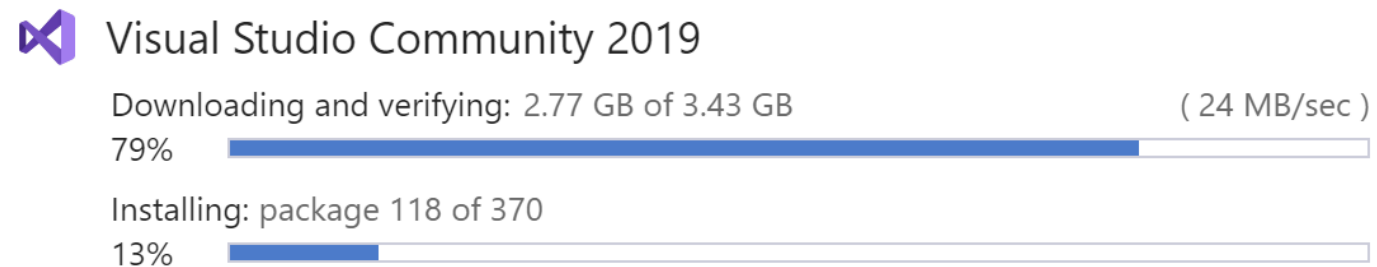 Visual Studio Community 2019
Downloading and verifying: 2.77 GB of 3.43 GB ( 24 MB/sec )
79%
Installing: package 118 of 370
13%